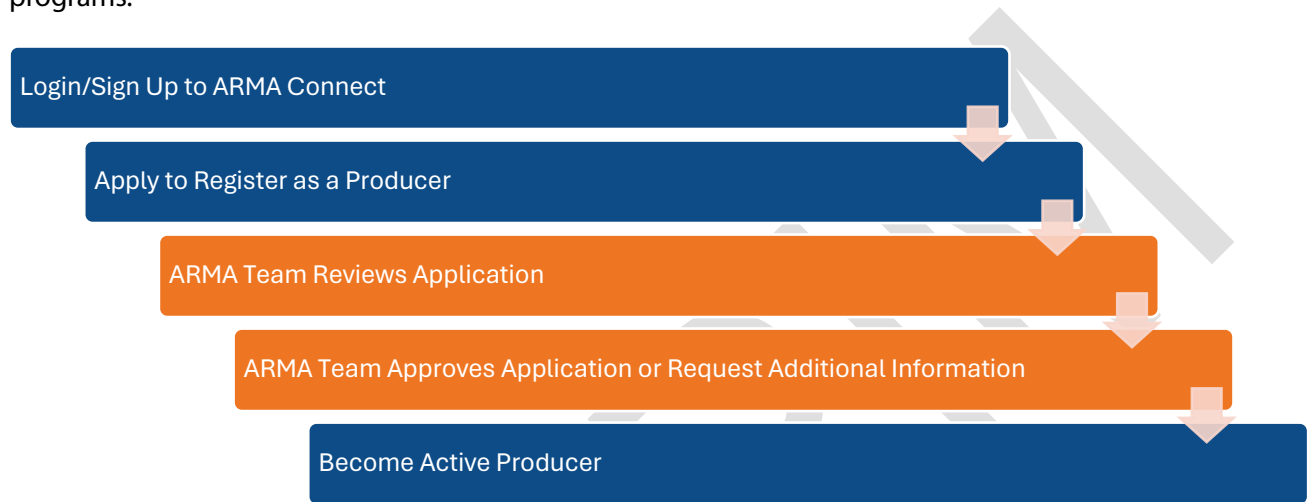 programs.
Login/Sign Up to ARMA Connect
Apply to Register as a Producer
ARMA Team Reviews Application
ARMA Team Approves Application or Request Additional Information
Become Active Producer